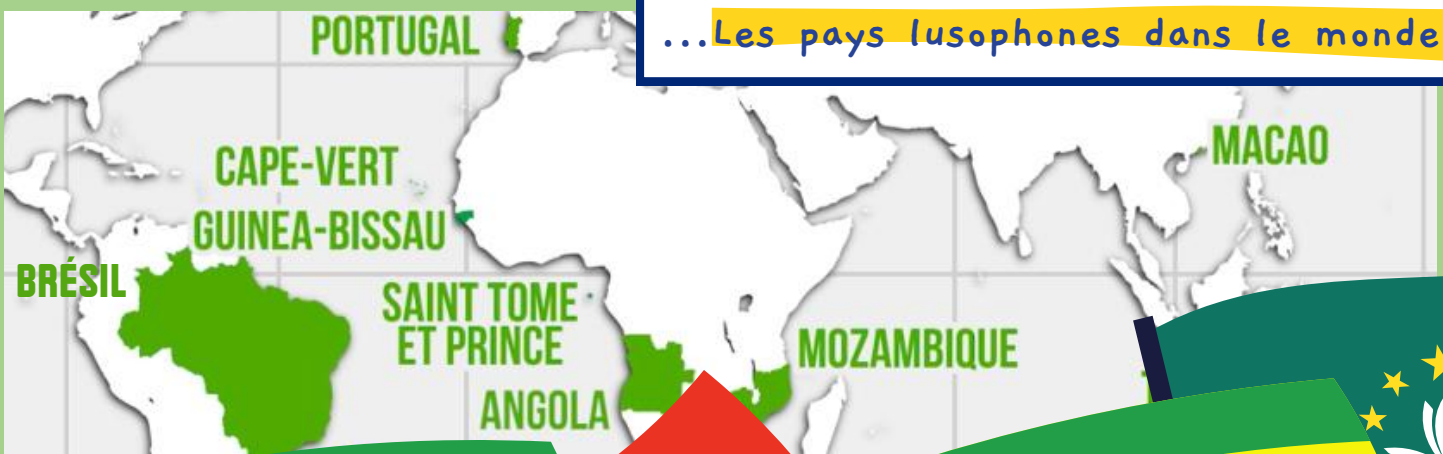 ...Les pays lusophones dans le monde
PORTUGAL
CAPE-VERT
GUINEA-BISSAU
BRÉSIL
SAINT TOME
ET PRINCE
ANGOLA
MOZAMBIQUE
MACAO